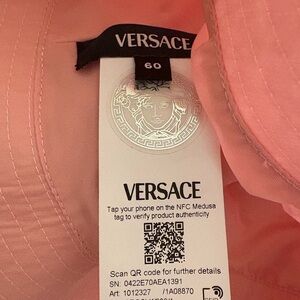 VERSACE
60
VERSACE
Tap your phone on the NFC Medusa
tag to verify product authenticity
Scan QR code for further details
SN: 0422E70AEA1391
Art: 1012327 /1A08870